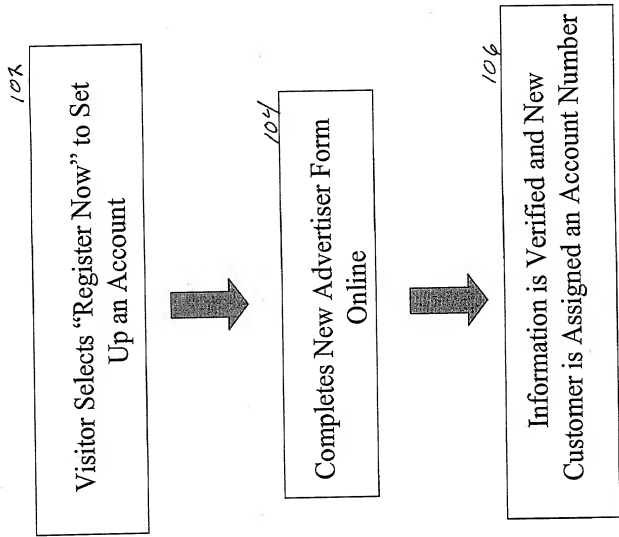 102
Visitor Selects “Register Now” to Set
Up an Account
104
Completes New Advertiser Form
Online
106
Information is Verified and New
Customer is Assigned an Account Number